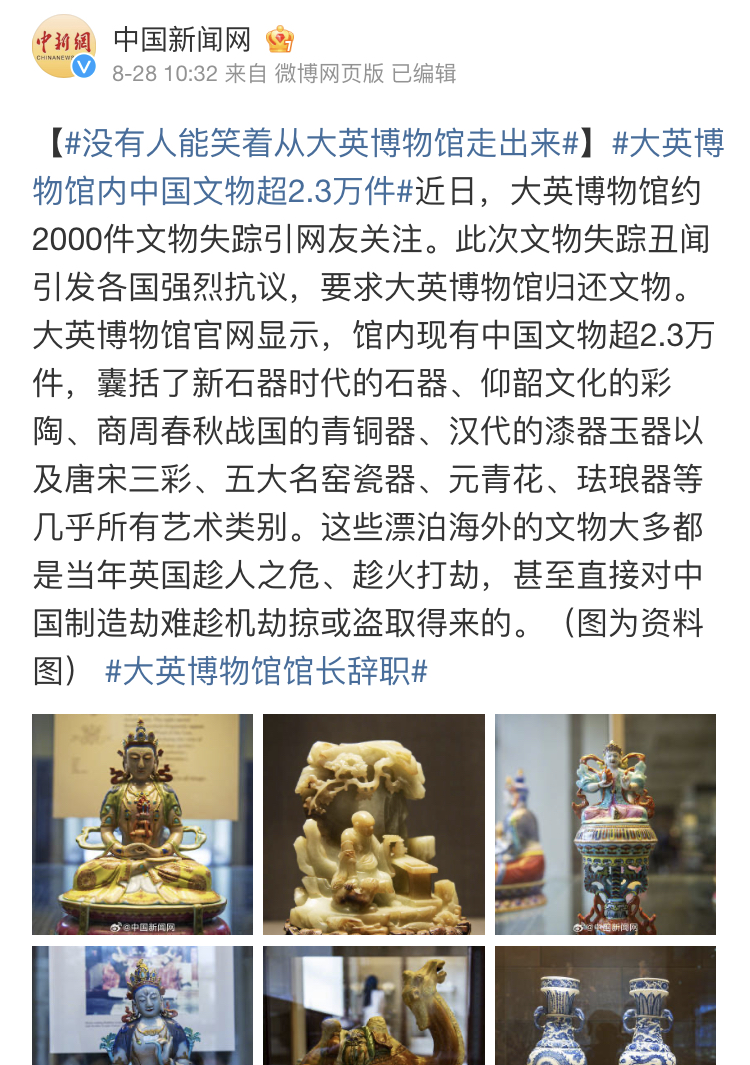 中新網
CHINANEW
中国新闻网
8-28 10:32 来自 微博网页版 已编辑
【#没有人能笑着从大英博物馆走出来#】#大英博
物馆内中国文物超2.3万件#近日，大英博物馆约
2000件文物失踪引网友关注。此次文物失踪丑闻
引发各国强烈抗议，要求大英博物馆归还文物。
大英博物馆官网显示，馆内现有中国文物超2.3万
件，囊括了新石器时代的石器、仰韶文化的彩
陶、商周春秋战国的青铜器、汉代的漆器玉器以
及唐宋三彩、五大名窑瓷器、元青花、珐琅器等
几乎所有艺术类别。这些漂泊海外的文物大多都
是当年英国趁人之危、趁火打劫，甚至直接对中
国制造劫难趁机劫掠或盗取得来的。（图为资料
图） #大英博物馆馆长辞职#
@中国新闻网
@中国新闻网